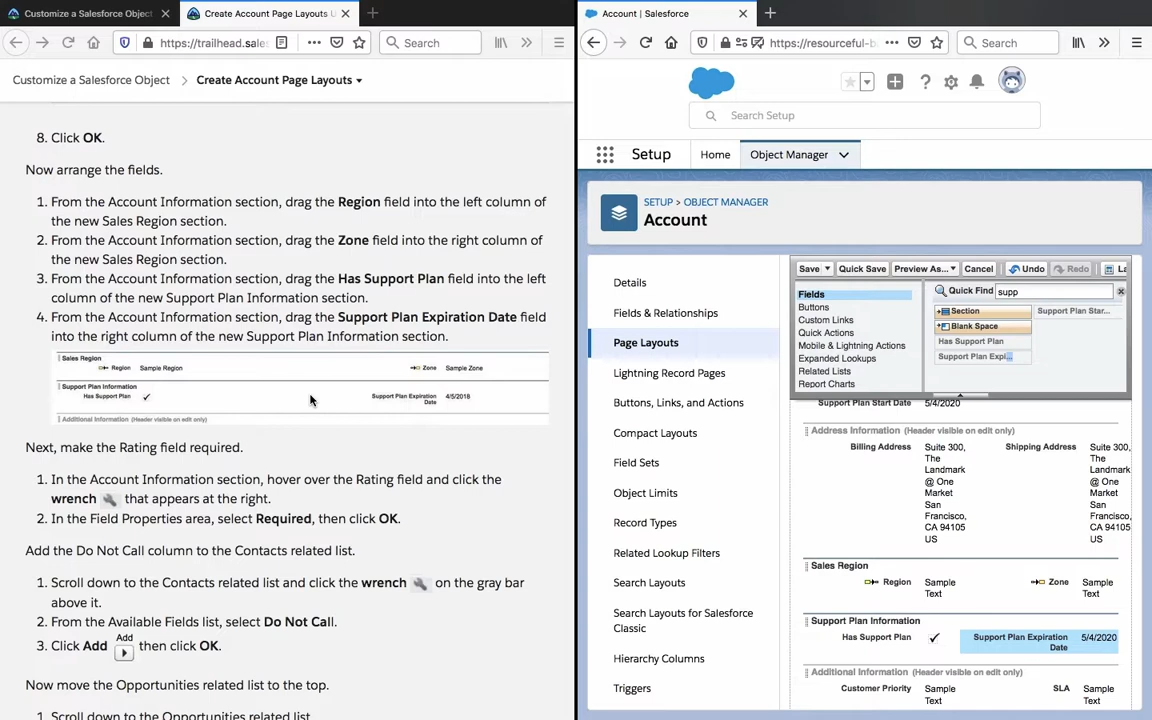 Customize a Salesforce Object
Create Account Page Layouts U
Account | Salesforce
https://trailhead.sale
Search
https://resourceful-b
Search
Customize a Salesforce Object
Create Account Page Layouts
8. Click OK.
Now arrange the fields.
1. From the Account Information section, drag the Region field into the left column of
the new Sales Region section.
2. From the Account Information section, drag the Zone field into the right column of
the new Sales Region section.
3. From the Account Information section, drag the Has Support Plan field into the left
column of the new Support Plan Information section.
4. From the Account Information section, drag the Support Plan Expiration Date field
into the right column of the new Support Plan Information section.
Sales Region
Region Sample Region Zone Sample Zone
Support Plan Information
Has Support Plan Support Plan Expiration 4/5/2018
Date
Additional Information (Header visible on edit only)
Next, make the Rating field required.
1. In the Account Information section, hover over the Rating field and click the
wrench that appears at the right.
2. In the Field Properties area, select Required, then click OK.
Add the Do Not Call column to the Contacts related list.
1. Scroll down to the Contacts related list and click the wrench on the gray bar
above it.
2. From the Available Fields list, select Do Not Call.
Add
3. Click Add then click OK.
Now move the Opportunities related list to the top.
1. Scroll down to the Opportunities related list.
Search Setup
Setup Home Object Manager
SETUP > OBJECT MANAGER
Account
Details
Fields & Relationships
Page Layouts
Lightning Record Pages
Buttons, Links, and Actions
Compact Layouts
Field Sets
Object Limits
Record Types
Related Lookup Filters
Search Layouts
Search Layouts for Salesforce
Classic
Hierarchy Columns
Triggers
Save Quick Save Preview As... Cancel Undo Redo La
Fields
Buttons
Custom Links
Quick Actions
Mobile & Lightning Actions
Expanded Lookups
Related Lists
Report Charts
Quick Find supp
Section Support Plan Star...
Blank Space
Has Support Plan
Support Plan Expi...
Support Plan Start Date 5/4/2020
Address Information (Header visible on edit only)
Billing Address Suite 300, Shipping Address Suite 300,
The The
Landmark Landmark
@ One @ One
Market Market
San San
Francisco, Francisco,
CA 94105 CA 94105
US US
Sales Region
Region Sample Zone Sample
Text Text
Support Plan Information
Has Support Plan Support Plan Expiration 5/4/2020
Date
Additional Information (Header visible on edit only)
Customer Priority Sample SLA Sample
Text Text